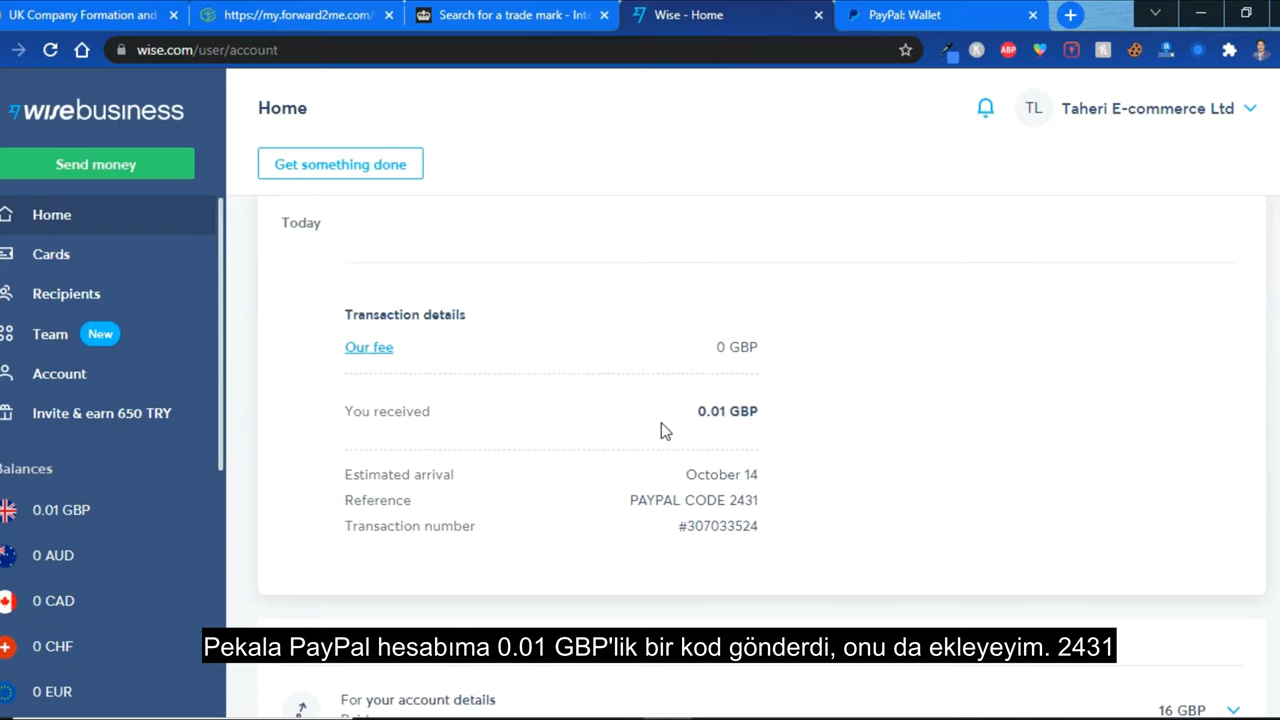 UK Company Formation and
https://my.forward2me.com/
Search for a trade mark - Inte
Wise - Home
PayPal: Wallet
wise.com/user/account
wisebusiness
Home
TL
Taheri E-commerce Ltd
Send money
Get something done
Home
Cards
Recipients
Team New
Account
Invite & earn 650 TRY
Balances
0.01 GBP
0 AUD
0 CAD
0 CHF
0 EUR
Today
Transaction details
Our fee 0 GBP
You received 0.01 GBP
Estimated arrival October 14
Reference PAYPAL CODE 2431
Transaction number #307033524
Pekala PayPal hesabıma 0.01 GBP'lik bir kod gönderdi, onu da ekleyeyim. 2431
For your account details
16 GBP